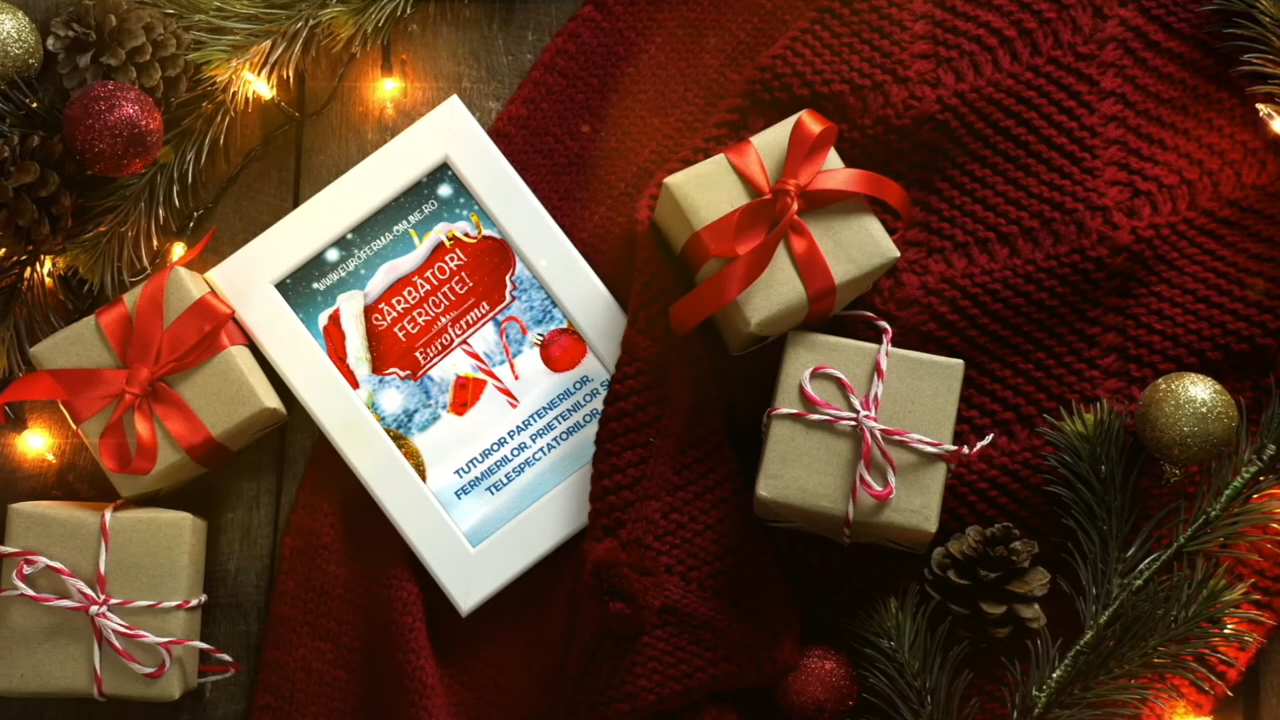 WWW.EUROFERMA-ONLINE.RO
SĂRBĂTORI
FERICITE!
Euroferma
TUTUROR PARTENERILOR,
FERMIERILOR, PRIETENILOR ȘI
TELESPECTATORILOR